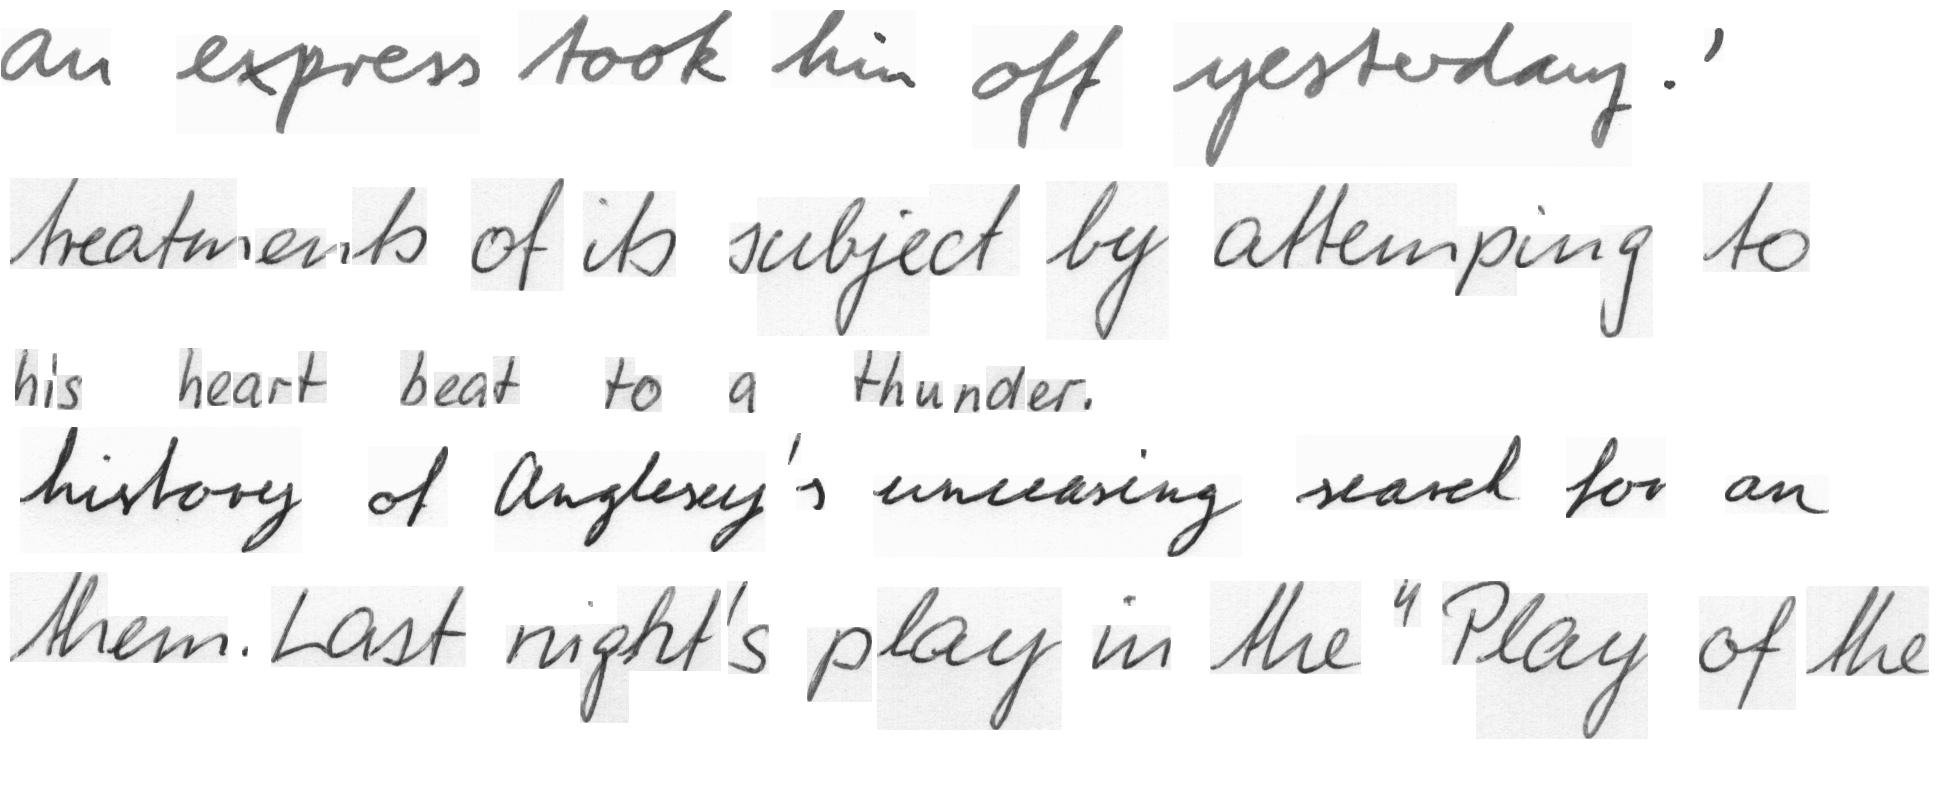 an express took him off yesterday.'
treatments of its subject by attemping to
his heart beat to a thunder.
history of Anglesey's unceasing search for an
them. Last night's play in the "Play of the